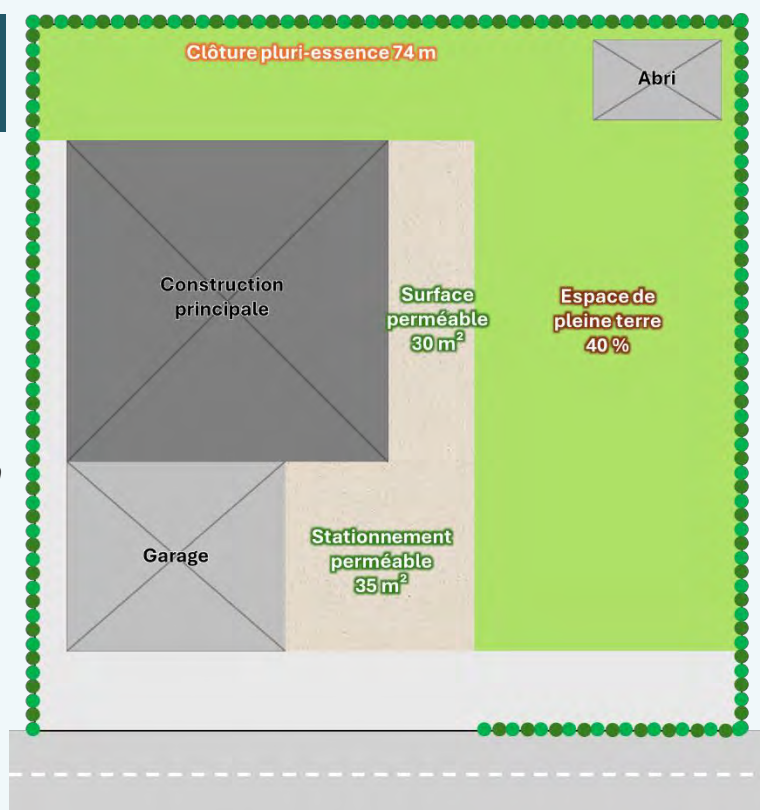 Clôture pluri-essence 74 m
Abri
Construction
principale
Surface
perméable
30 m²
Espace de
pleine terre
40 %
Garage
Stationnement
perméable
35 m²